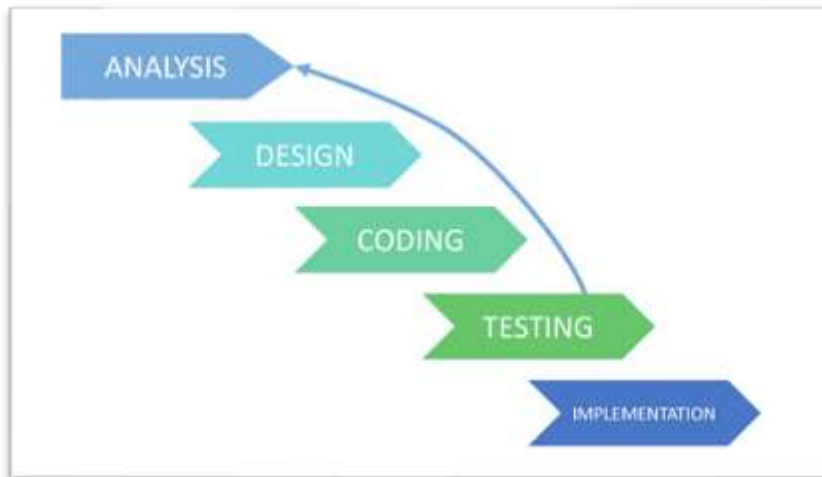 ANALYSIS
DESIGN
CODING
TESTING
IMPLEMENTATION